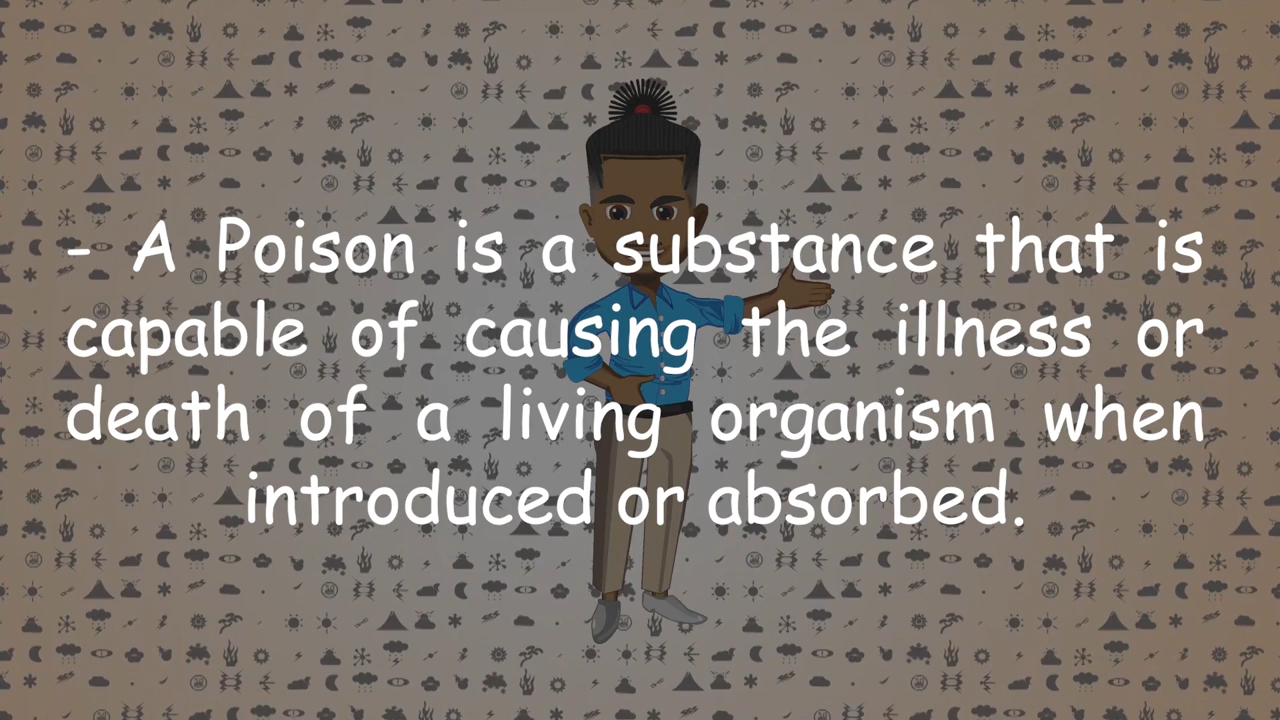 - A Poison is a substance that is
capable of causing the illness or
death of a living organism when
introduced or absorbed.